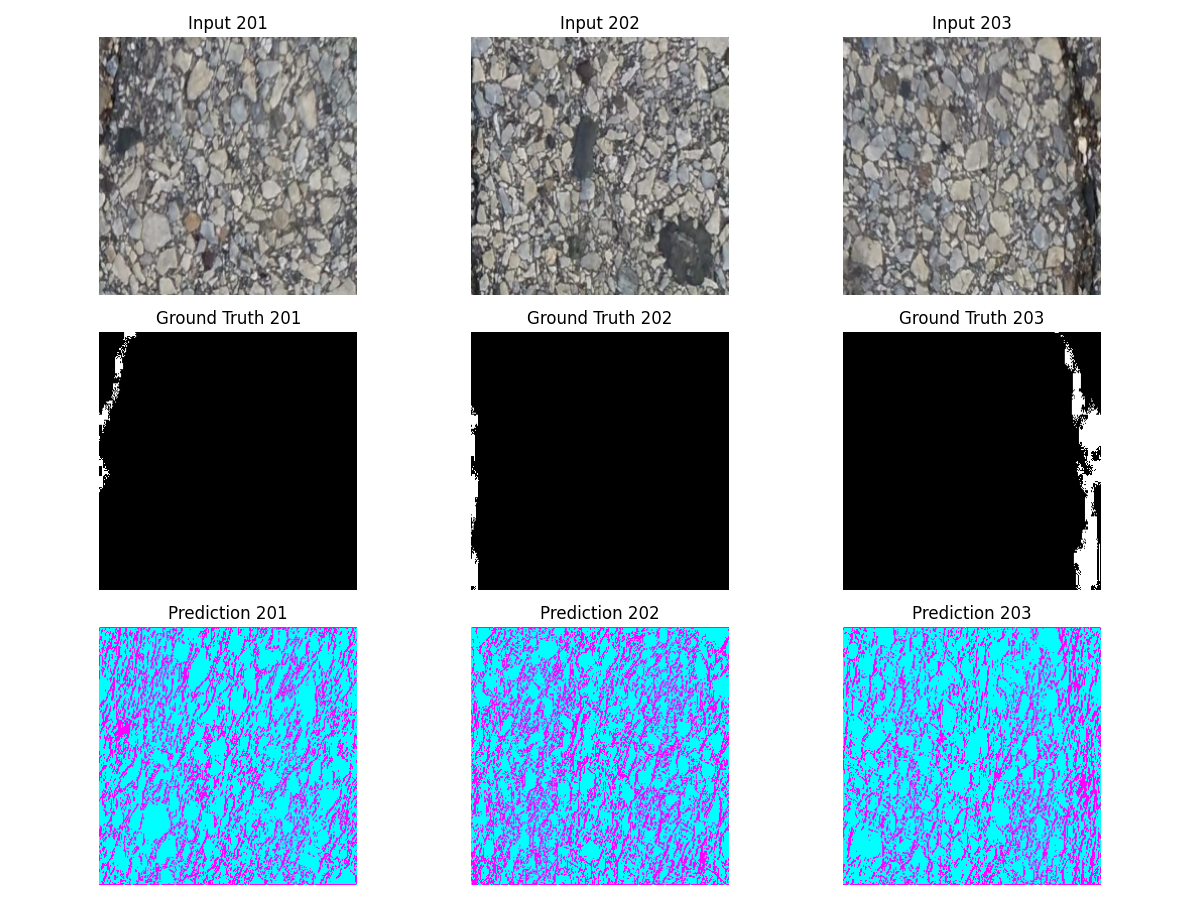 Input 201
Input 202
Input 203
Ground Truth 201
Ground Truth 202
Ground Truth 203
Prediction 201
Prediction 202
Prediction 203